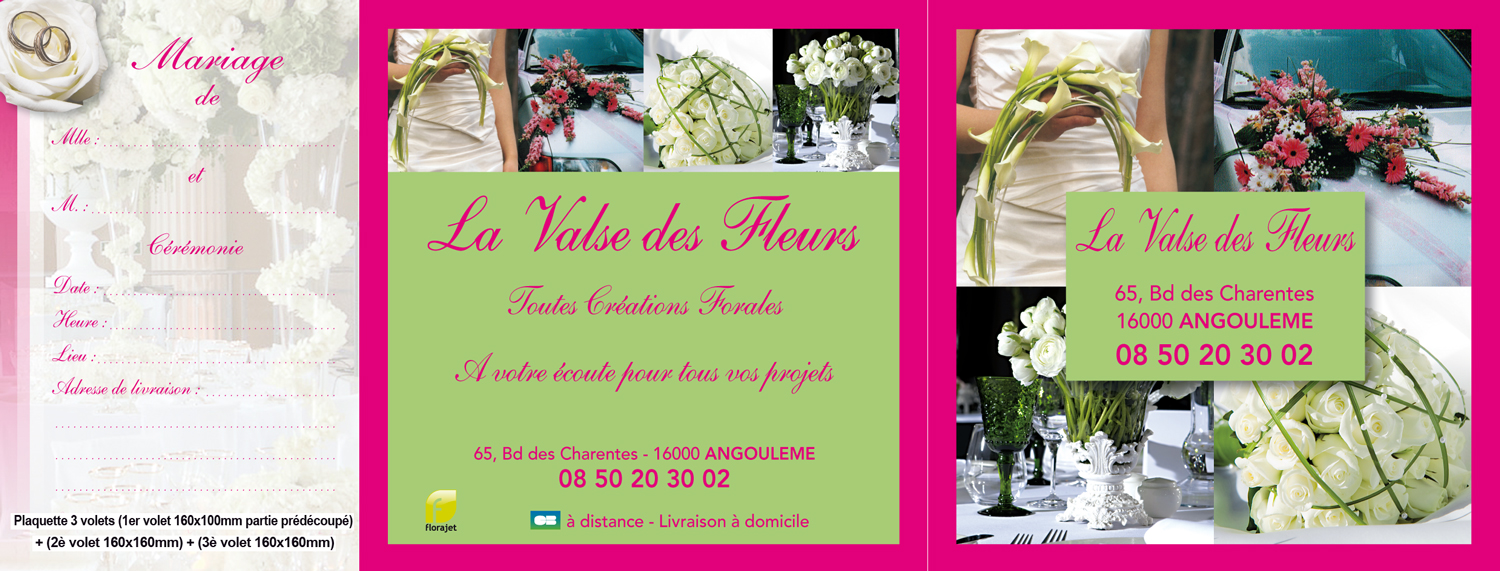 Mariage
de
Mlle :
et
M. :
Cérémonie
Date :
Heure :
Lieu :
Adresse de livraison :
Plaquette 3 volets (1er volet 160x100mm partie prédécoupé)
+ (2è volet 160x160mm) + (3è volet 160x160mm)
La Valse des Fleurs
Toutes Créations Forales
A votre écoute pour tous vos projets
65, Bd des Charentes - 16000 ANGOULEME
08 50 20 30 02
f
florajet
CB à distance - Livraison à domicile
La Valse des Fleurs
65, Bd des Charentes
16000 ANGOULEME
08 50 20 30 02